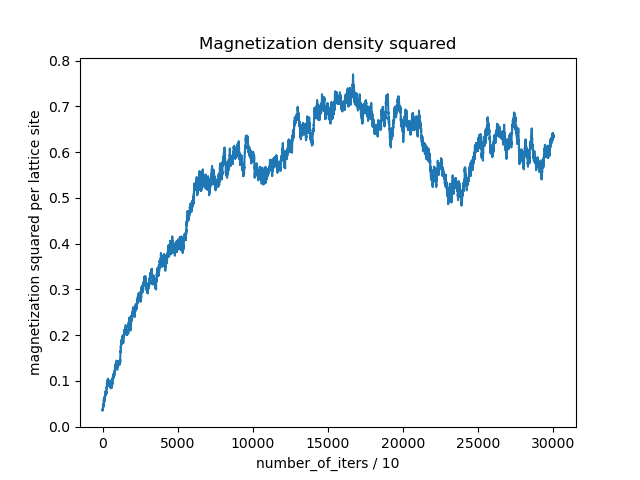 Magnetization density squared
magnetization squared per lattice site
0.8
0.7
0.6
0.5
0.4
0.3
0.2
0.1
0.0
0 5000 10000 15000 20000 25000 30000
number_of_iters / 10